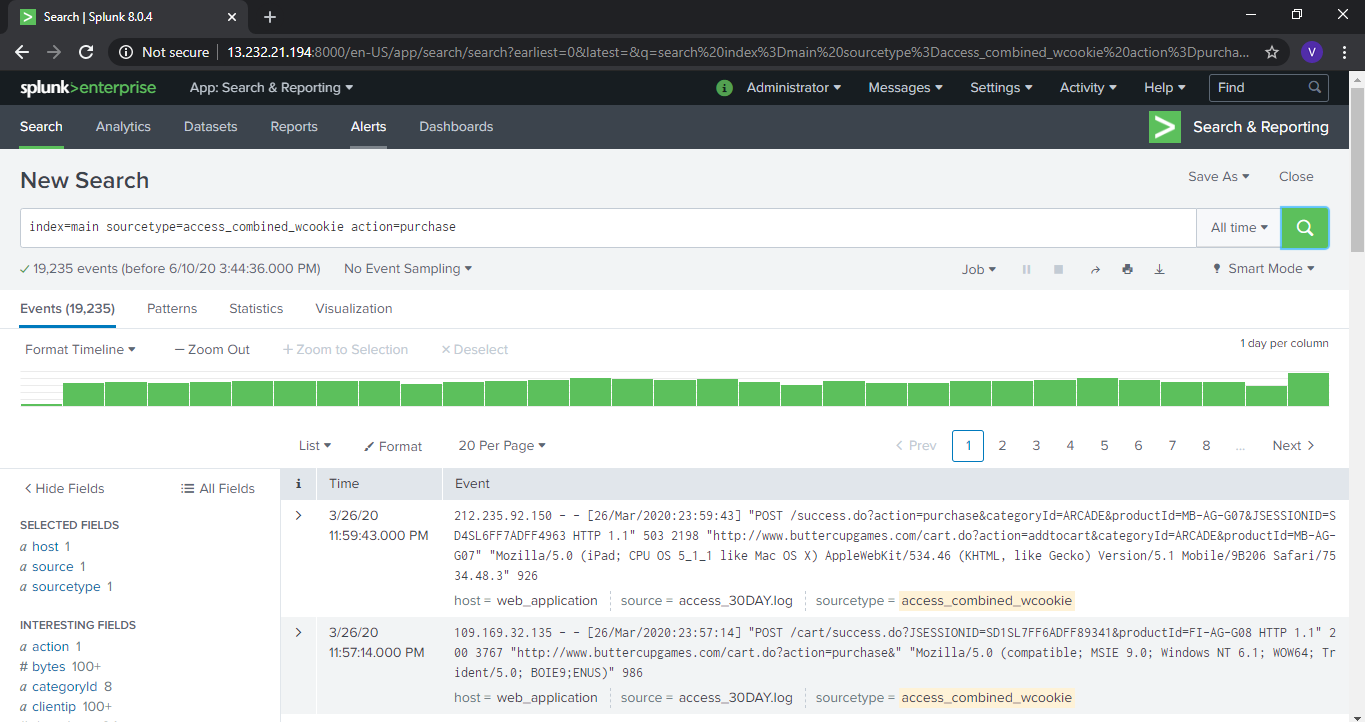 Search | Splunk 8.0.4
Not secure | 13.232.21.194:8000/en-US/app/search/search?earliest=0&latest=&q=search%20index%3Dmain%20sourcetype%3Daccess_combined_wcookie%20action%3Dpurcha... V
splunk>enterprise App: Search & Reporting i Administrator Messages Settings Activity Help Find
Search Analytics Datasets Reports Alerts Dashboards > Search & Reporting
New Search Save As Close
index=main sourcetype=access_combined_wcookie action=purchase All time
19,235 events (before 6/10/20 3:44:36.000 PM) No Event Sampling Job Smart Mode
Events (19,235) Patterns Statistics Visualization
Format Timeline — Zoom Out + Zoom to Selection × Deselect 1 day per column
List Format 20 Per Page < Prev 1 2 3 4 5 6 7 8 ... Next >
< Hide Fields All Fields i Time Event
SELECTED FIELDS
a host 1
a source 1
a sourcetype 1
INTERESTING FIELDS
a action 1
# bytes 100+
a categoryId 8
a clientip 100+
> 3/26/20
11:59:43.000 PM
212.235.92.150 - - [26/Mar/2020:23:59:43] "POST /success.do?action=purchase&categoryId=ARCADE&productId=MB-AG-G07&JSESSIONID=S
D4SL6FF7ADFF4963 HTTP 1.1" 503 2198 "http://www.buttercupgames.com/cart.do?action=addtocart&categoryId=ARCADE&productId=MB-AG-
G07" "Mozilla/5.0 (iPad; CPU OS 5_1_1 like Mac OS X) AppleWebKit/534.46 (KHTML, like Gecko) Version/5.1 Mobile/9B206 Safari/75
34.48.3" 926
host = web_application source = access_30DAY.log sourcetype = access_combined_wcookie
> 3/26/20
11:57:14.000 PM
109.169.32.135 - - [26/Mar/2020:23:57:14] "POST /cart/success.do?JSESSIONID=SD1SL7FF6ADFF89341&productId=FI-AG-G08 HTTP 1.1" 2
00 3767 "http://www.buttercupgames.com/cart.do?action=purchase&" "Mozilla/5.0 (compatible; MSIE 9.0; Windows NT 6.1; WOW64; Tr
ident/5.0; BOIE9;ENUS)" 986
host = web_application source = access_30DAY.log sourcetype = access_combined_wcookie